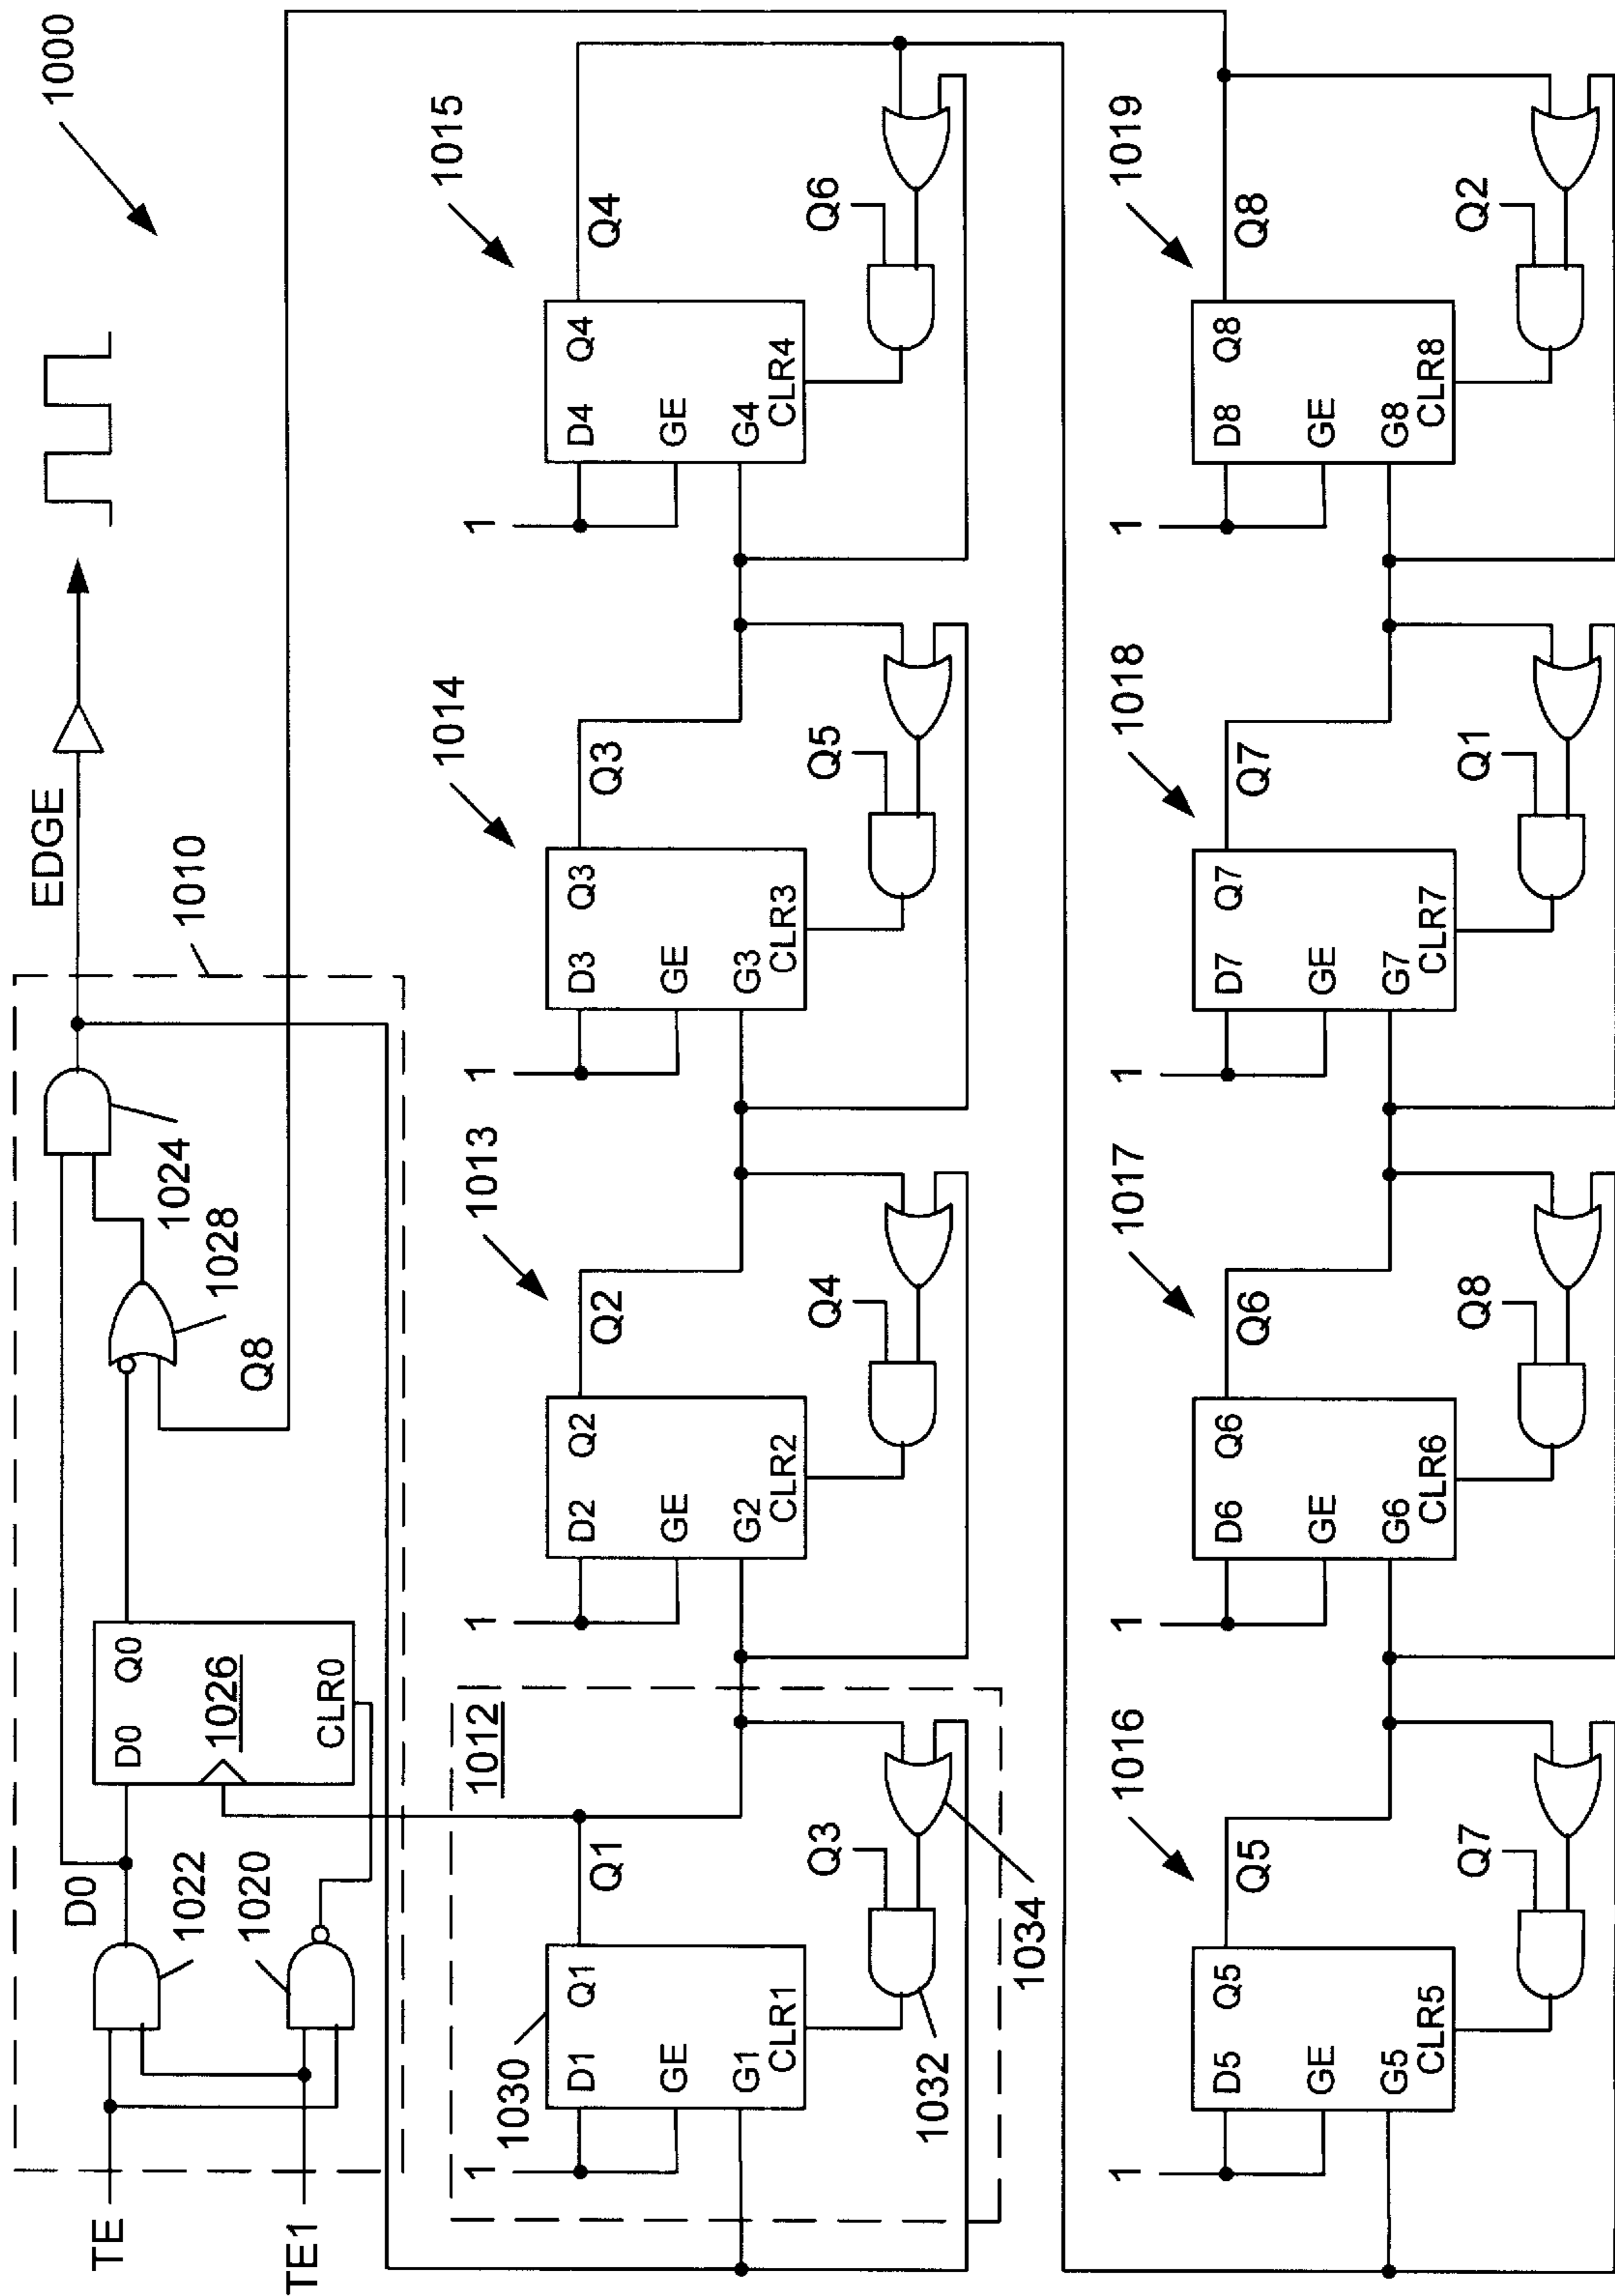 1000
EDGE
1010
TE
TE1
D0
1022
1020
D0
Q0
1026
CLR0
1028
1024
Q8
1012
1030
1
D1
Q1
GE
G1
CLR1
Q1
Q3
1032
1034
1013
1
D2
Q2
GE
G2
CLR2
Q2
Q4
1014
1
D3
Q3
GE
G3
CLR3
Q3
Q5
1015
1
D4
Q4
GE
G4
CLR4
Q4
Q6
1016
1
D5
Q5
GE
G5
CLR5
Q5
Q7
1017
1
D6
Q6
GE
G6
CLR6
Q6
Q8
1018
1
D7
Q7
GE
G7
CLR7
Q7
Q1
1019
1
D8
Q8
GE
G8
CLR8
Q8
Q2